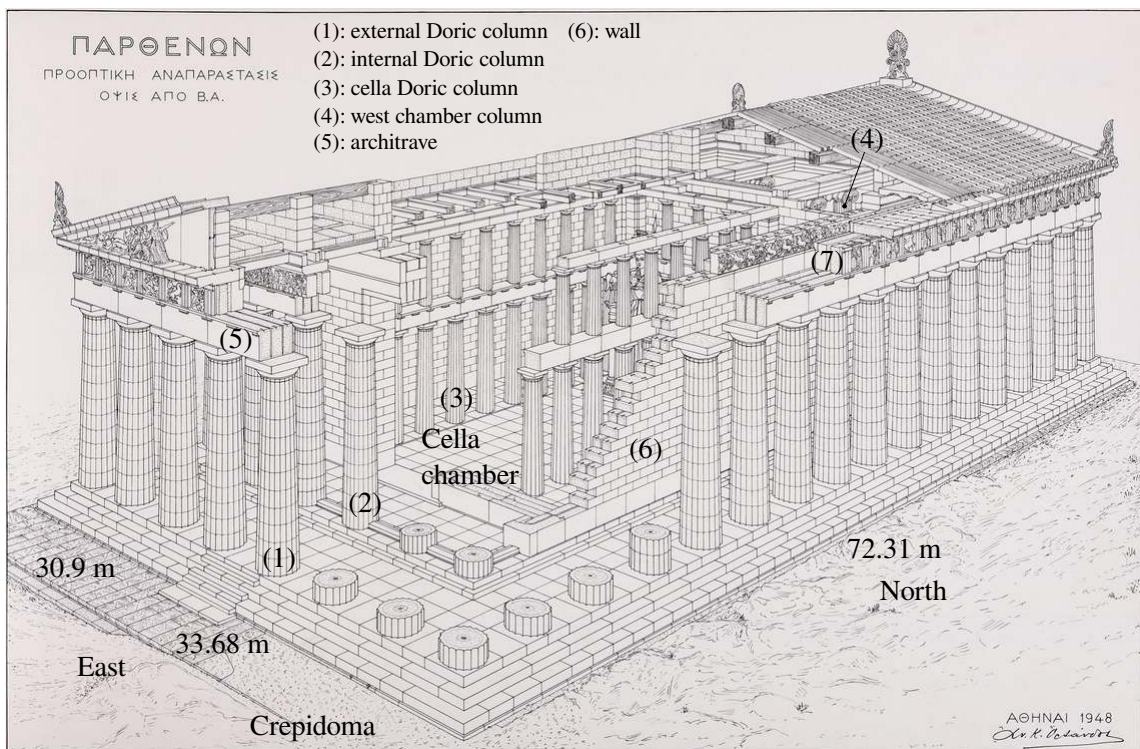 ΠΑΡΘΕΝΩΝ
ΠΡΟΟΠΤΙΚΗ ΑΝΑΠΑΡΑΣΤΑΣΙΣ
ΟΨΙΣ ΑΠΟ Β.Α.
(1): external Doric column (6): wall
(2): internal Doric column
(3): cella Doric column
(4): west chamber column
(5): architrave
(4)
(7)
(5)
(3)
Cella
chamber
(6)
(2)
(1)
30.9 m
72.31 m
North
33.68 m
East
Crepidoma
ΑΘΗΝΑΙ 1948